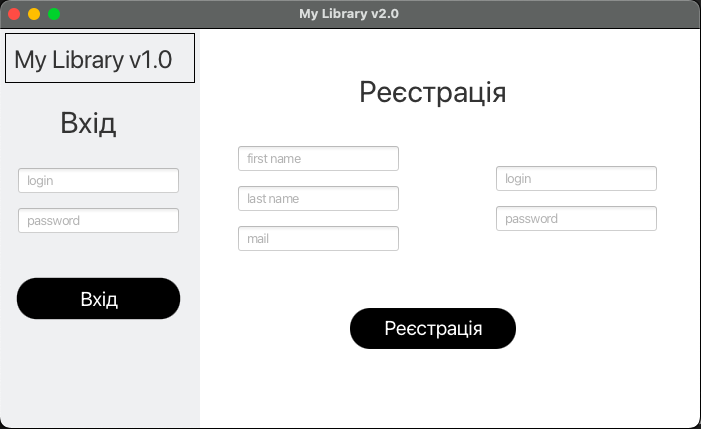 My Library v2.0
My Library v1.0
Вхід
login
password
Вхід
Реєстрація
first name
last name
mail
login
password
Реєстрація